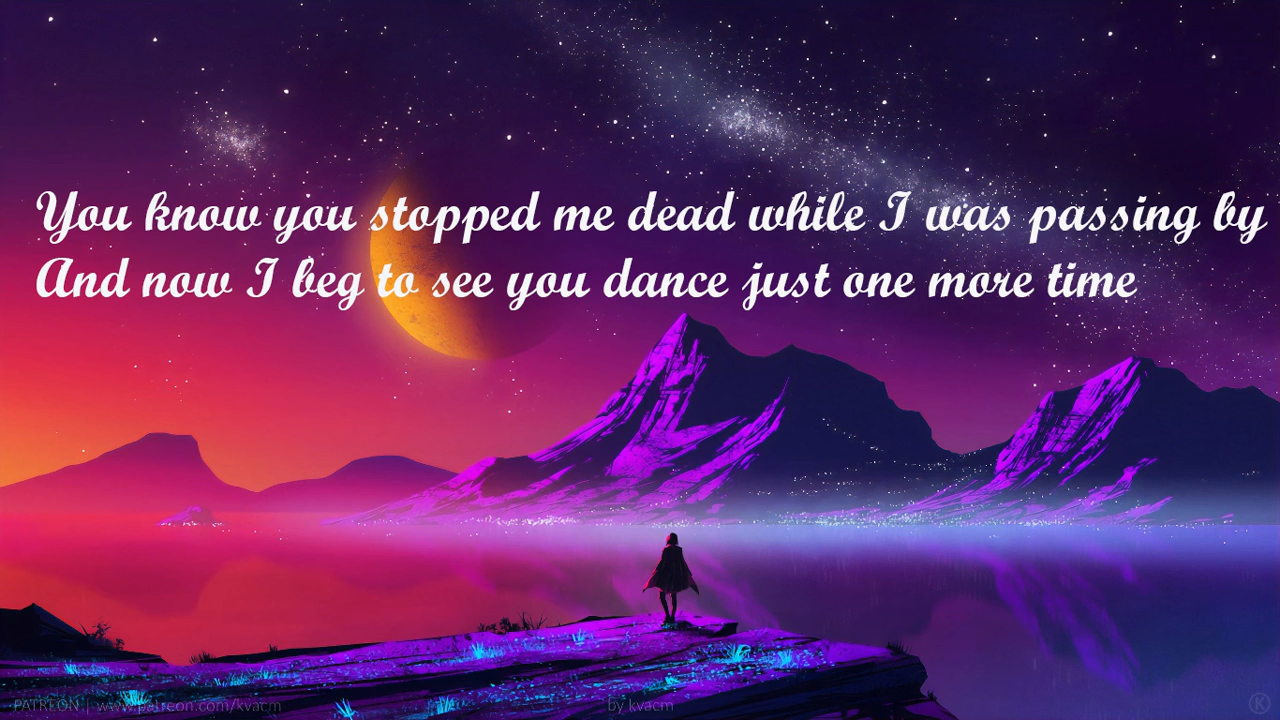 You know you stopped me dead while I was passing by
And now I beg to see you dance just one more time
PATREON | www.patreon.com/kvacm
by kvacm
K